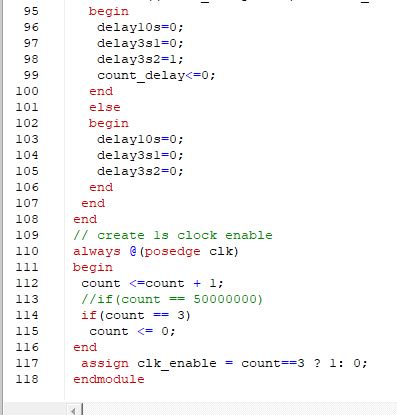 95 begin
96 delay10s=0;
97 delay3s1=0;
98 delay3s2=1;
99 count_delay<=0;
100 end
101 else
102 begin
103 delay10s=0;
104 delay3s1=0;
105 delay3s2=0;
106 end
107 end
108 end
109 // create 1s clock enable
110 always @(posedge clk)
111 begin
112 count <=count + 1;
113 //if(count == 50000000)
114 if(count == 3)
115 count <= 0;
116 end
117 assign clk_enable = count==3 ? 1: 0;
118 endmodule